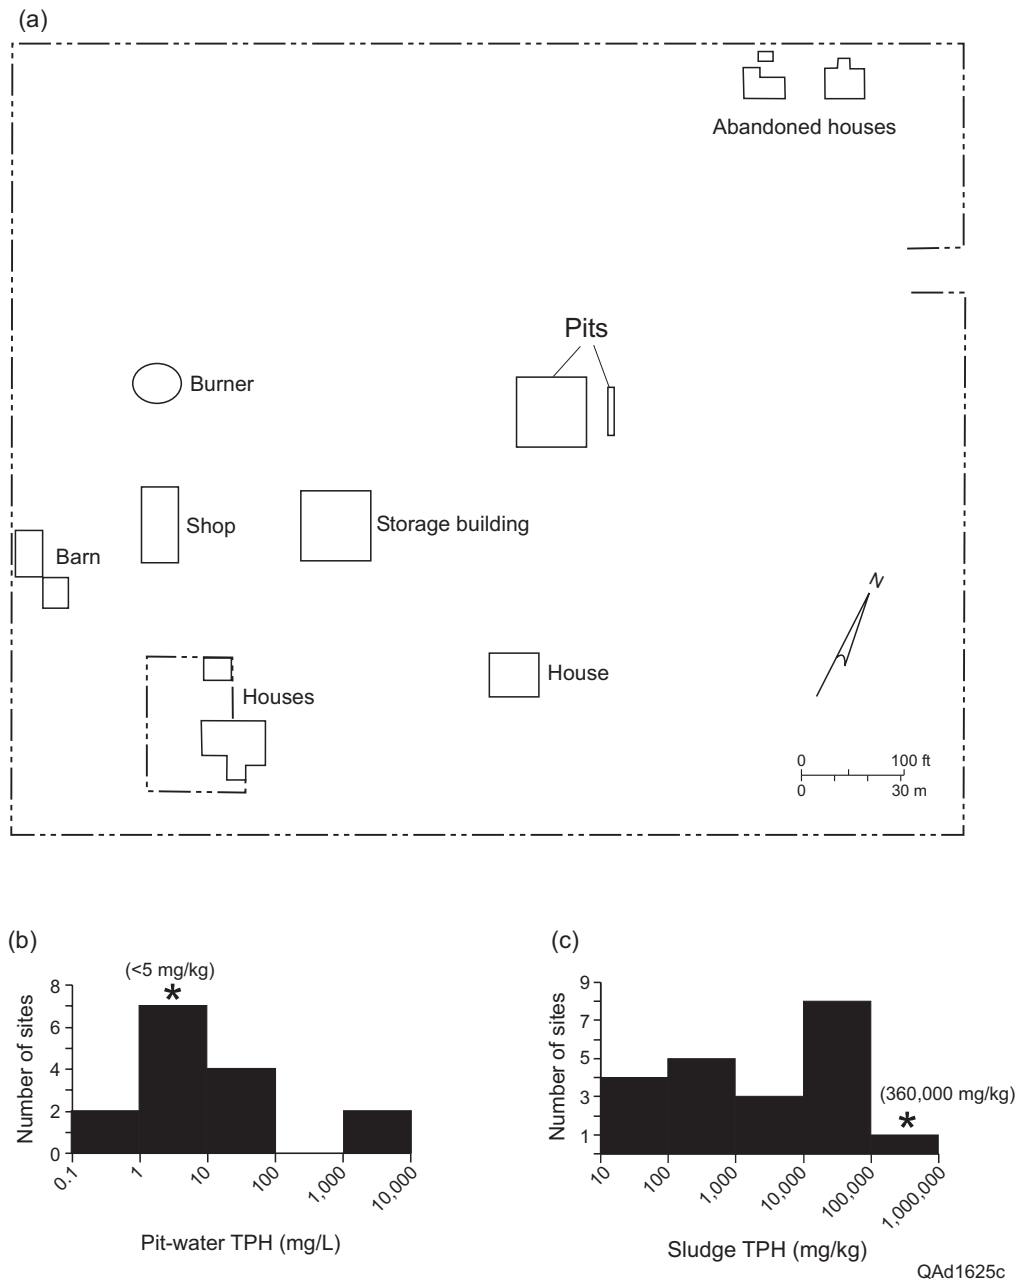 (a)
Abandoned houses
Pits
Burner
Shop
Storage building
Barn
N
House
Houses
0 100 ft
0 30 m
(b)
(<5 mg/kg)
*
Number of sites
8
6
4
2
0
0.1 1 10 100 1,000 10,000
Pit-water TPH (mg/L)
(c)
Number of sites
9
7
5
3
1
(360,000 mg/kg)
*
10 100 1,000 10,000 100,000 1,000,000
Sludge TPH (mg/kg)
QAd1625c